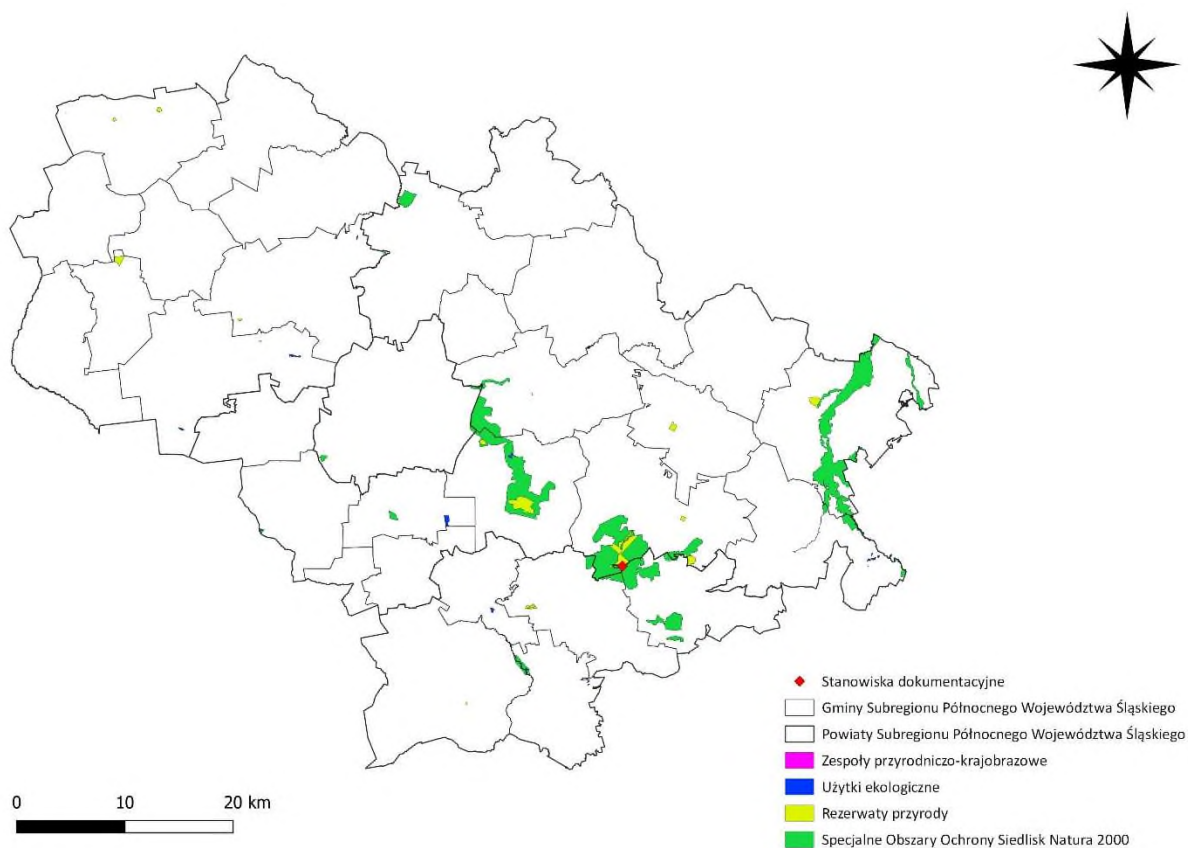 Stanowiska dokumentacyjne
Gminy Subregionu Północnego Województwa Śląskiego
Powiaty Subregionu Północnego Województwa Śląskiego
Zespoły przyrodniczo-krajobrazowe
Użytki ekologiczne
Rezerwaty przyrody
Specjalne Obszary Ochrony Siedlisk Natura 2000
0 10 20 km